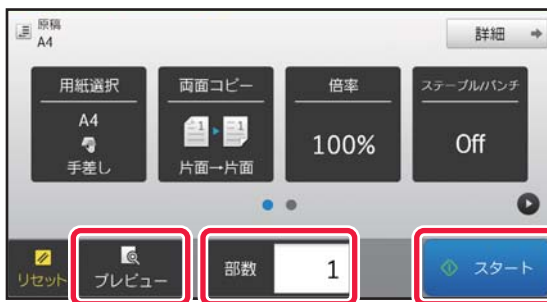 原稿
A4
詳細
用紙選択
A4
手差し
両面コピー
1
1
片面→片面
倍率
100%
ステープル/パンチ
Off
リセット
プレビュー
部数
1
スタート